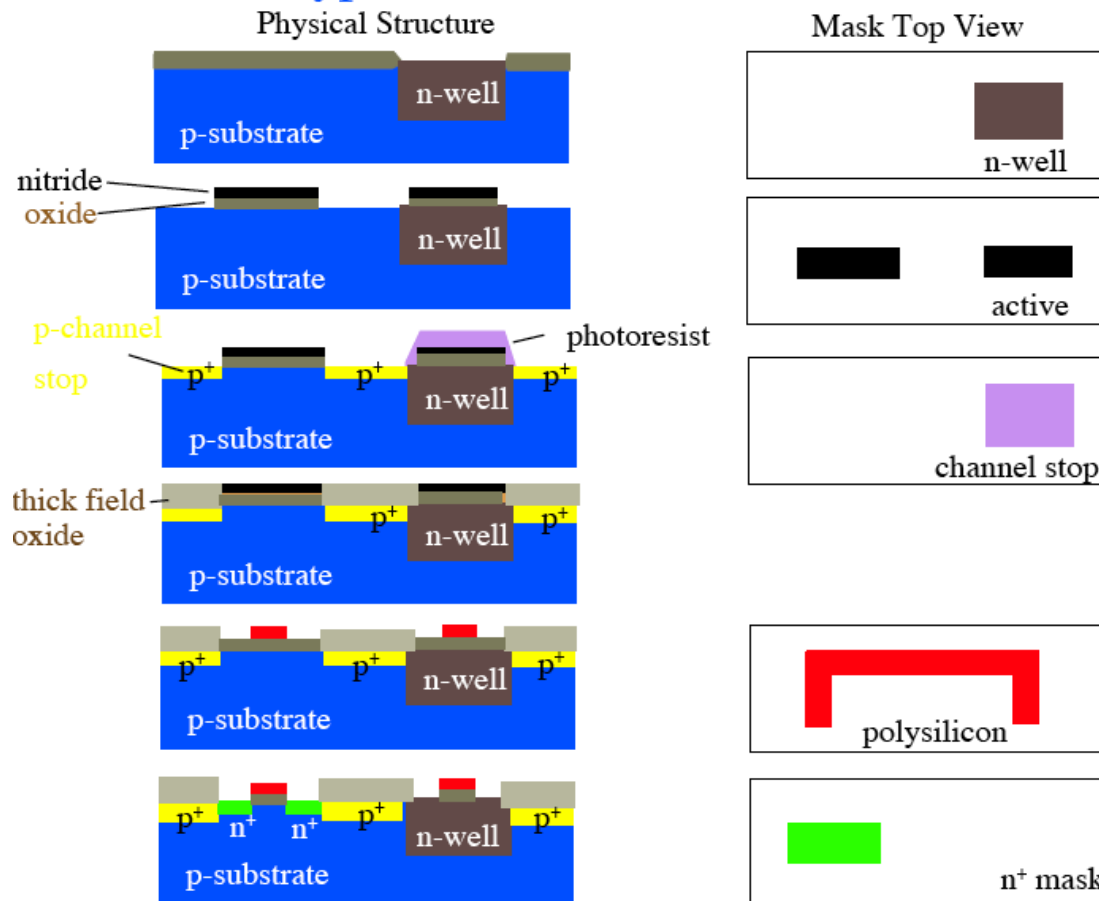 Physical Structure
Mask Top View
n-well
p-substrate
n-well
nitride
oxide
n-well
p-substrate
active
p-channel
stop
photoresist
p+ p+ p+
n-well
p-substrate
channel stop
thick field
oxide
p+ p+
n-well
p-substrate
p+ p+ p+
n-well
p-substrate
polysilicon
p+ n+ n+ p+ p+
n-well
p-substrate
n+ mask